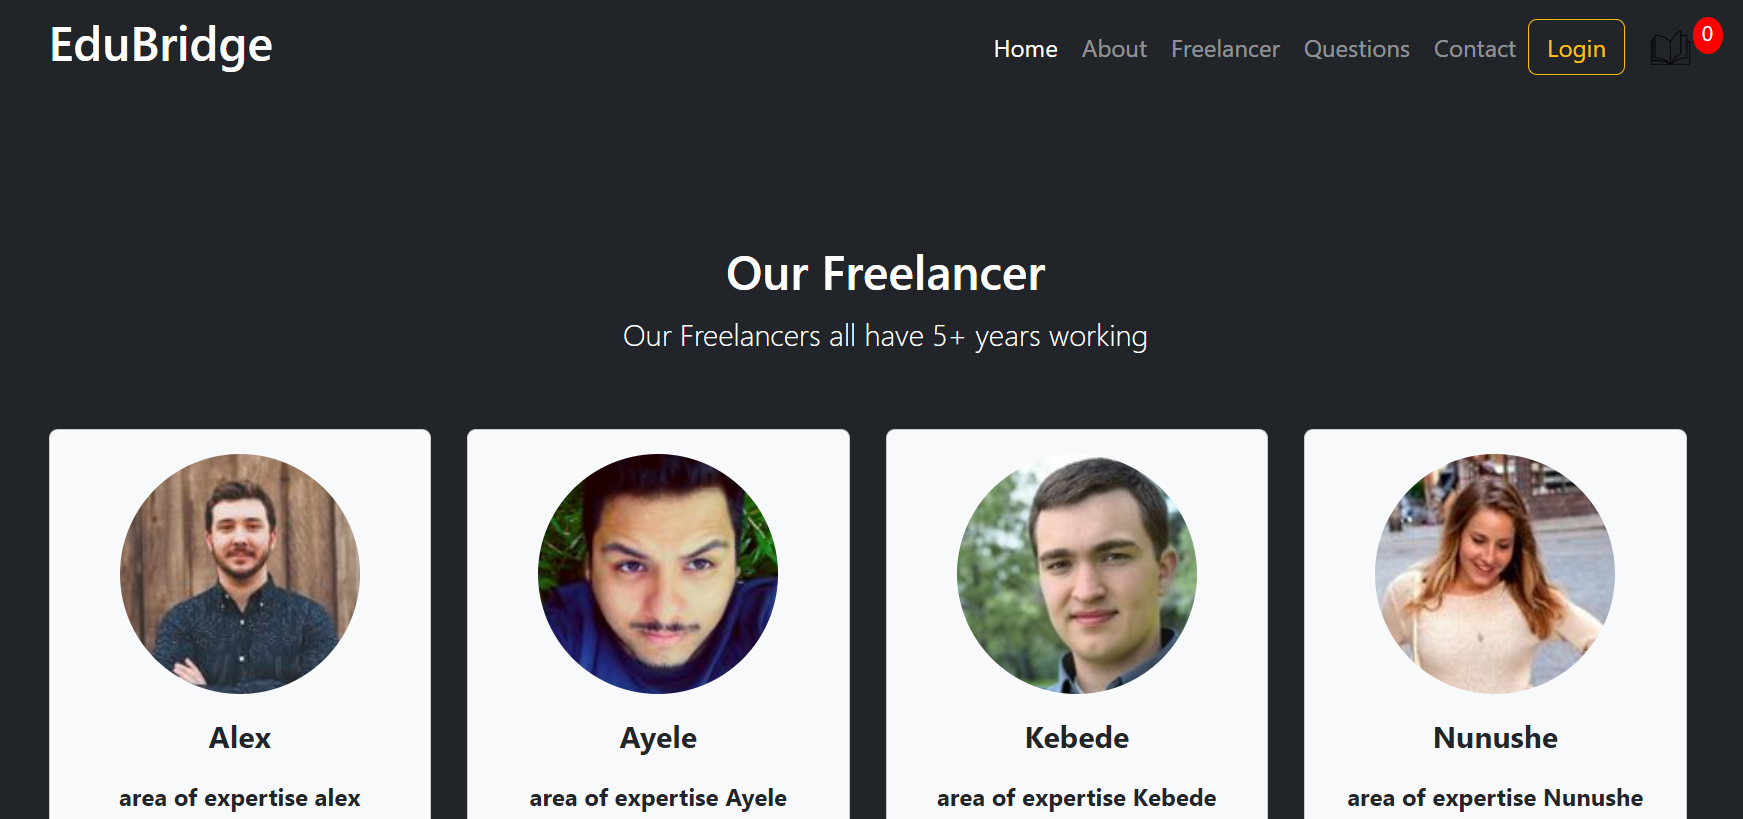 EduBridge
Home About Freelancer Questions Contact Login 0
Our Freelancer
Our Freelancers all have 5+ years working
Alex Ayele Kebede Nunushe
area of expertise alex area of expertise Ayele area of expertise Kebede area of expertise Nunushe